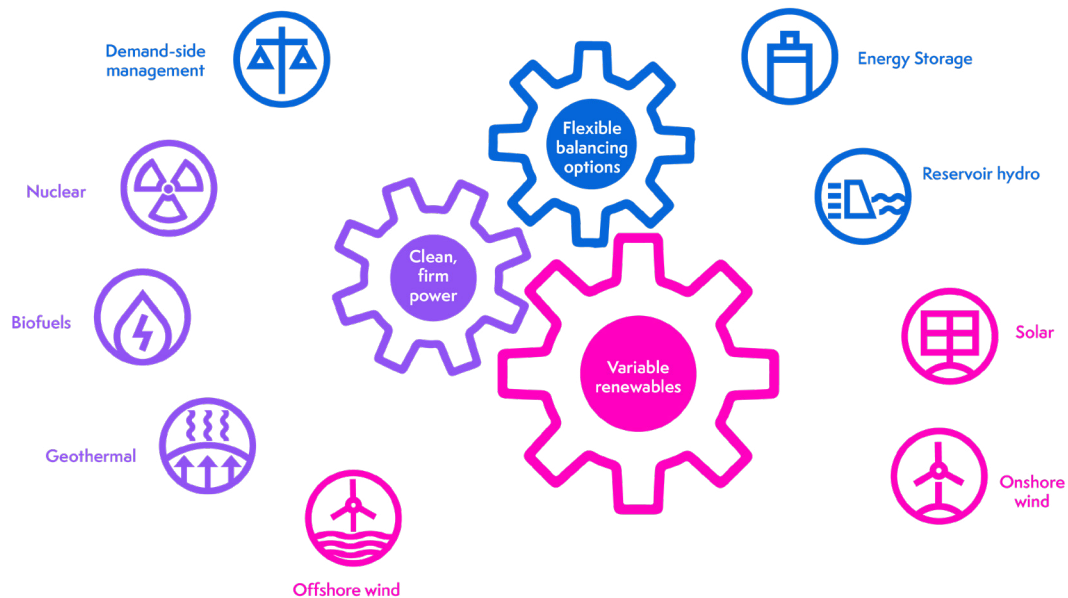 Demand-side
management
Energy Storage
Flexible
balancing
options
Nuclear
Reservoir hydro
Clean,
firm
power
Biofuels
Solar
Variable
renewables
Geothermal
Onshore
wind
Offshore wind